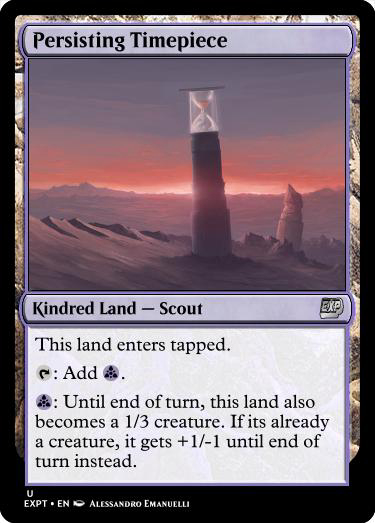 Persisting Timepiece
Kindred Land — Scout
EXP
This land enters tapped.
: Add .
: Until end of turn, this land also
becomes a 1/3 creature. If its already
a creature, it gets +1/-1 until end of
turn instead.
U
EXPT • EN Alessandro Emanuelli